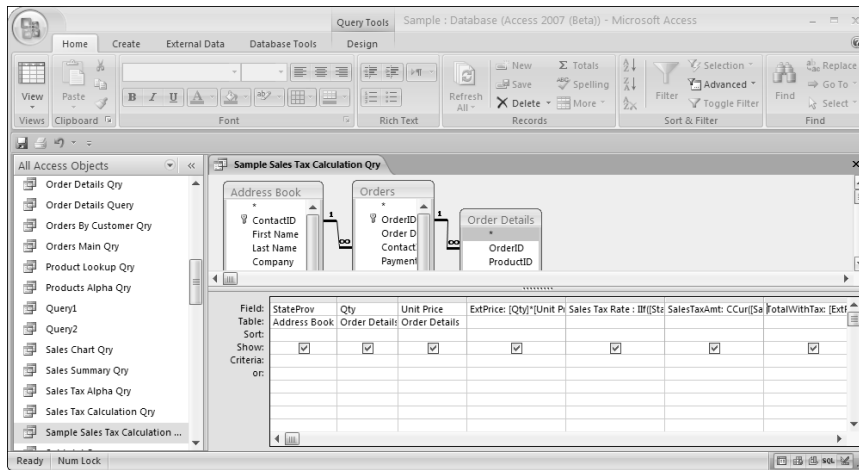 Query Tools Sample : Database (Access 2007 (Beta)) - Microsoft Access
Home Create External Data Database Tools Design
View
Paste
B I U A ab
Refresh All
New
Save
Delete
Σ Totals
Spelling
More
Filter
Selection
Advanced
Toggle Filter
Find
Replace
Go To
Select
Views Clipboard Font Rich Text Records Sort & Filter Find
All Access Objects
Order Details Qry
Order Details Query
Orders By Customer Qry
Orders Main Qry
Product Lookup Qry
Products Alpha Qry
Query1
Query2
Sales Chart Qry
Sales Summary Qry
Sales Tax Alpha Qry
Sales Tax Calculation Qry
Sample Sales Tax Calculation ...
Sample Sales Tax Calculation Qry
Address Book
*
ContactID
First Name
Last Name
Company
1
∞
Orders
*
OrderID
Order D
Contact
Payment
1
∞
Order Details
*
OrderID
ProductID
Field: StateProv Qty Unit Price ExtPrice: [Qty]*[Unit Pr Sales Tax Rate : IIf([Sta SalesTaxAmt: CCur([Sa TotalWithTax: [ExtF
Table: Address Book Order Details Order Details
Sort:
Show:
Criteria:
or:
Ready Num Lock SQL